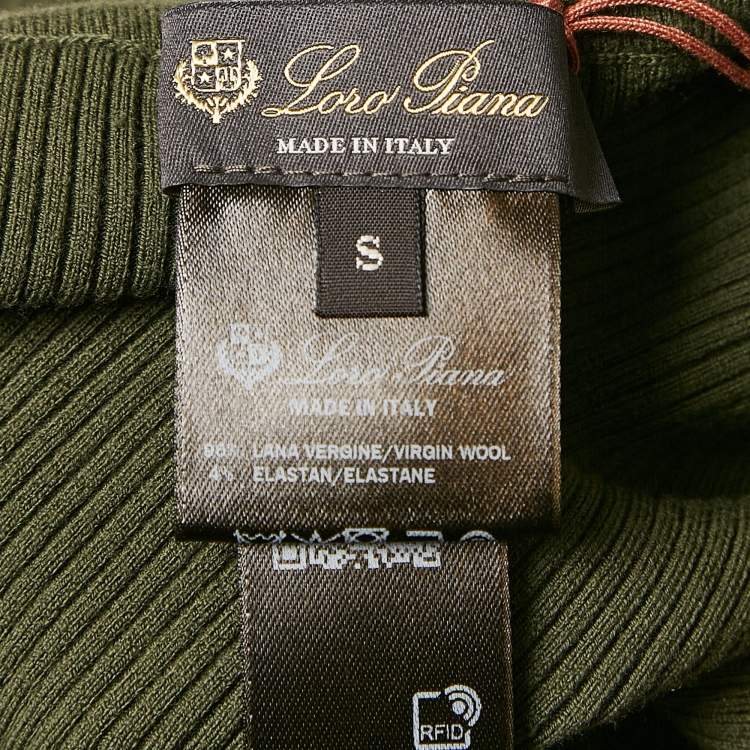 Loro Piana
MADE IN ITALY
S
Loro Piana
MADE IN ITALY
96% LANA VERGINE/VIRGIN WOOL
4% ELASTAN/ELASTANE
RFID